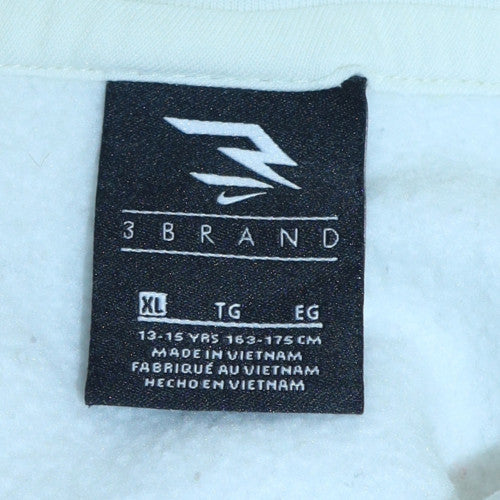 3 BRAND
XL TG EG
13-15 YRS 163-175 CM
MADE IN VIETNAM
FABRIQUÉ AU VIETNAM
HECHO EN VIETNAM